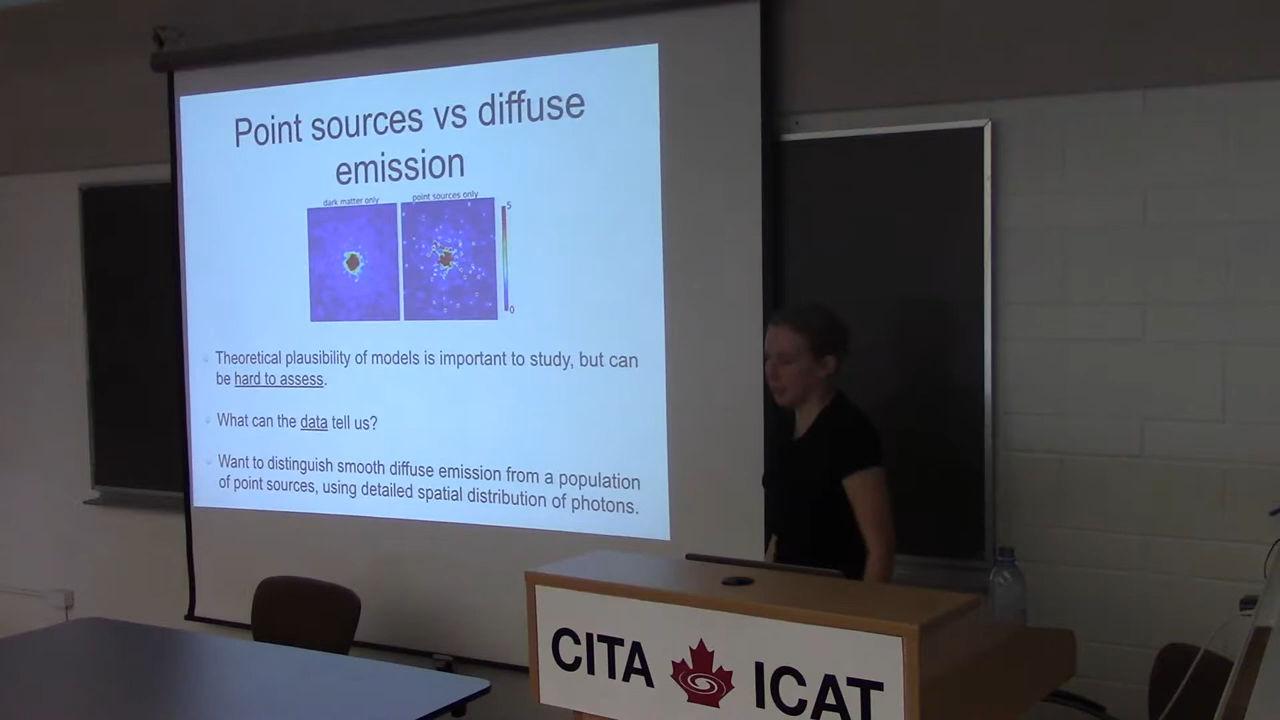 Point sources vs diffuse
emission
dark matter only
point sources only
5
0
Theoretical plausibility of models is important to study, but can
be hard to assess.
What can the data tell us?
Want to distinguish smooth diffuse emission from a population
of point sources, using detailed spatial distribution of photons.
CITA ICAT